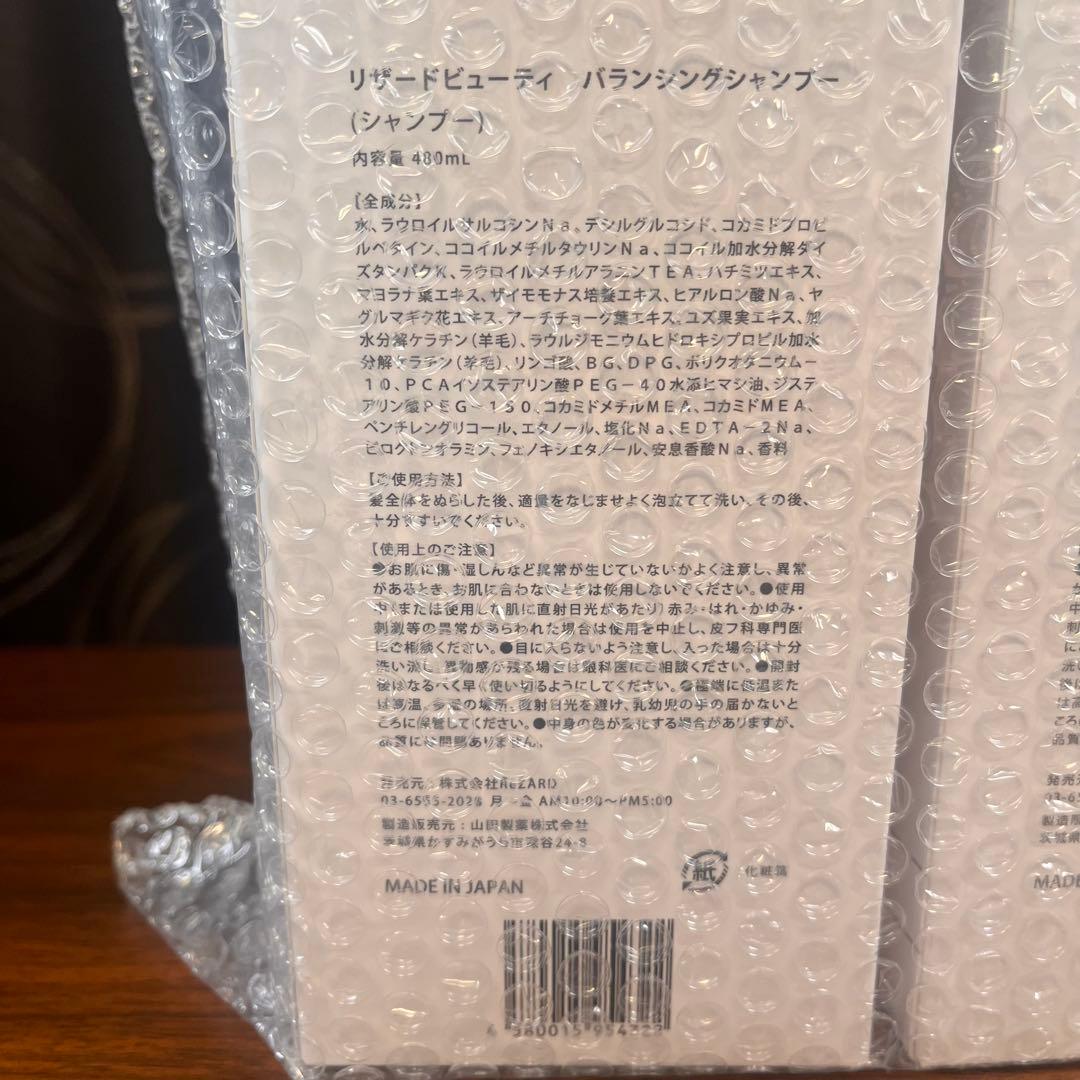 リザードビューティ　バランシングシャンプー
(シャンプー)
内容量 480mL
【全成分】
水、ラウロイルサルコシンＮａ、デシルグルコシド、コカミドプロピ
ルベタイン、ココイルメチルタウリンＮａ、ココイル加水分解ダイ
ズタンパクＫ、ラウロイルメチルアラニンＴＥＡ、ハチミツエキス、
マヨラナ葉エキス、ザイモモナス培養エキス、ヒアルロン酸Ｎａ、ヤ
グルマギク花エキス、アーチチョーク葉エキス、ユズ果実エキス、加
水分解ケラチン（羊毛）、ラウルジモニウムヒドロキシプロピル加水
分解ケラチン（羊毛）、リンゴ酸、ＢＧ、ＤＰＧ、ポリクオタニウム－
１０、ＰＣＡイソステアリン酸ＰＥＧ－４０水添ヒマシ油、ジステ
アリン酸ＰＥＧ－１５０、コカミドメチルＭＥＡ、コカミドＭＥＡ、
ペンチレングリコール、エタノール、塩化Ｎａ、ＥＤＴＡ－２Ｎａ、
ピロクトンオラミン、フェノキシエタノール、安息香酸Ｎａ、香料
【ご使用方法】
髪全体をぬらした後、適量をなじませよく泡立てて洗い、その後、
十分すすいでください。
【使用上のご注意】
●お肌に傷・湿しんなど異常が生じていないかよく注意し、異常
があるとき、お肌に合わないときは使用しないでください。●使用
中（または使用した肌に直射日光があたり）赤み・はれ・かゆみ・
刺激等の異常があらわれた場合は使用を中止し、皮フ科専門医
にご相談ください。●目に入らないよう注意し、入った場合は十分
洗い流し、異物感が残る場合は眼科医にご相談ください。●開封
後はなるべく早く使い切るようにしてください。●極端に低温また
は高温、多湿の場所、直射日光を避け、乳幼児の手の届かないと
ころに保管してください。●中身の色が変化する場合がありますが、
品質には問題ありません。
発売元：株式会社ReZARD
月～金 AM10:00～PM5:00
製造販売元：山田製薬株式会社
茨城県かすみがうら市深谷24-8
紙 化粧箱
MADE IN JAPAN
発売
03-6
製造
茨城県
MADE